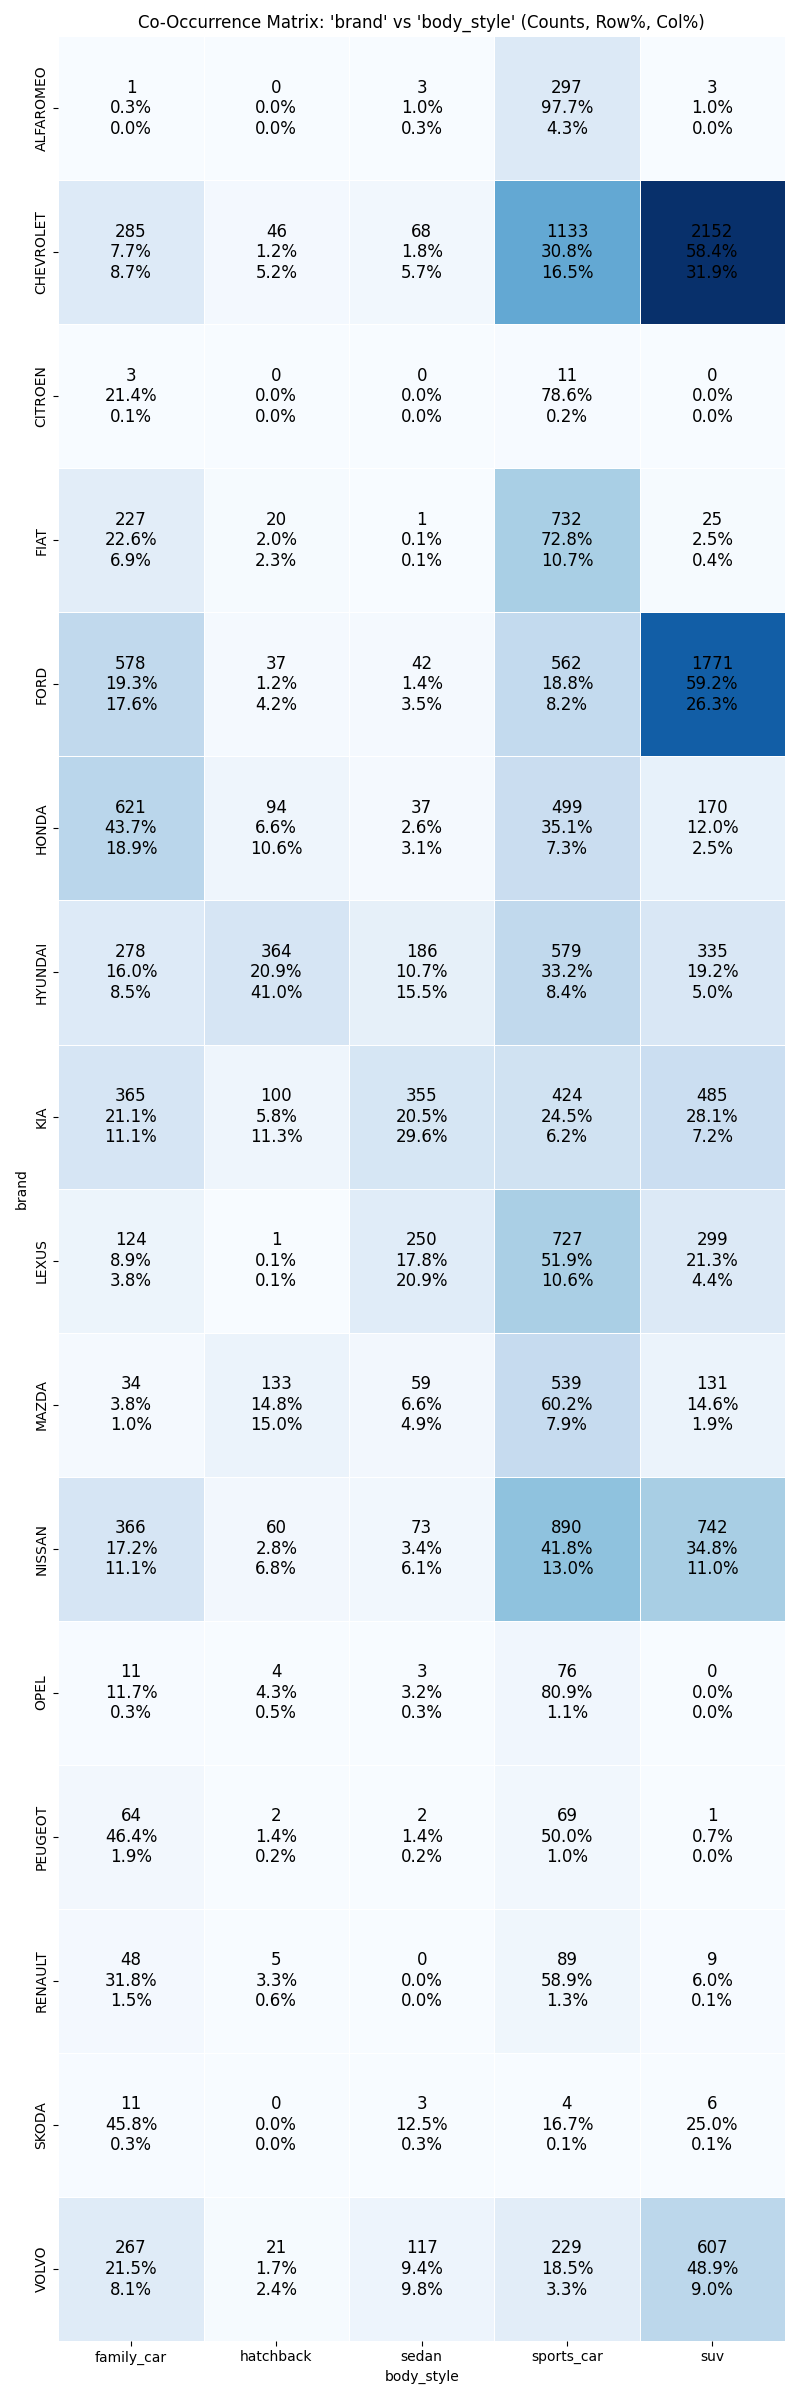 Co-Occurrence Matrix: 'brand' vs 'body_style' (Counts, Row%, Col%)
ALFAROMEO
1 0 3 297 3
0.3% 0.0% 1.0% 97.7% 1.0%
0.0% 0.0% 0.3% 4.3% 0.0%
CHEVROLET
285 46 68 1133 2152
7.7% 1.2% 1.8% 30.8% 58.4%
8.7% 5.2% 5.7% 16.5% 31.9%
CITROEN
3 0 0 11 0
21.4% 0.0% 0.0% 78.6% 0.0%
0.1% 0.0% 0.0% 0.2% 0.0%
FIAT
227 20 1 732 25
22.6% 2.0% 0.1% 72.8% 2.5%
6.9% 2.3% 0.1% 10.7% 0.4%
FORD
578 37 42 562 1771
19.3% 1.2% 1.4% 18.8% 59.2%
17.6% 4.2% 3.5% 8.2% 26.3%
HONDA
621 94 37 499 170
43.7% 6.6% 2.6% 35.1% 12.0%
18.9% 10.6% 3.1% 7.3% 2.5%
HYUNDAI
278 364 186 579 335
16.0% 20.9% 10.7% 33.2% 19.2%
8.5% 41.0% 15.5% 8.4% 5.0%
KIA
365 100 355 424 485
21.1% 5.8% 20.5% 24.5% 28.1%
11.1% 11.3% 29.6% 6.2% 7.2%
brand
LEXUS
124 1 250 727 299
8.9% 0.1% 17.8% 51.9% 21.3%
3.8% 0.1% 20.9% 10.6% 4.4%
MAZDA
34 133 59 539 131
3.8% 14.8% 6.6% 60.2% 14.6%
1.0% 15.0% 4.9% 7.9% 1.9%
NISSAN
366 60 73 890 742
17.2% 2.8% 3.4% 41.8% 34.8%
11.1% 6.8% 6.1% 13.0% 11.0%
OPEL
11 4 3 76 0
11.7% 4.3% 3.2% 80.9% 0.0%
0.3% 0.5% 0.3% 1.1% 0.0%
PEUGEOT
64 2 2 69 1
46.4% 1.4% 1.4% 50.0% 0.7%
1.9% 0.2% 0.2% 1.0% 0.0%
RENAULT
48 5 0 89 9
31.8% 3.3% 0.0% 58.9% 6.0%
1.5% 0.6% 0.0% 1.3% 0.1%
SKODA
11 0 3 4 6
45.8% 0.0% 12.5% 16.7% 25.0%
0.3% 0.0% 0.3% 0.1% 0.1%
VOLVO
267 21 117 229 607
21.5% 1.7% 9.4% 18.5% 48.9%
8.1% 2.4% 9.8% 3.3% 9.0%
family_car hatchback sedan sports_car suv
body_style